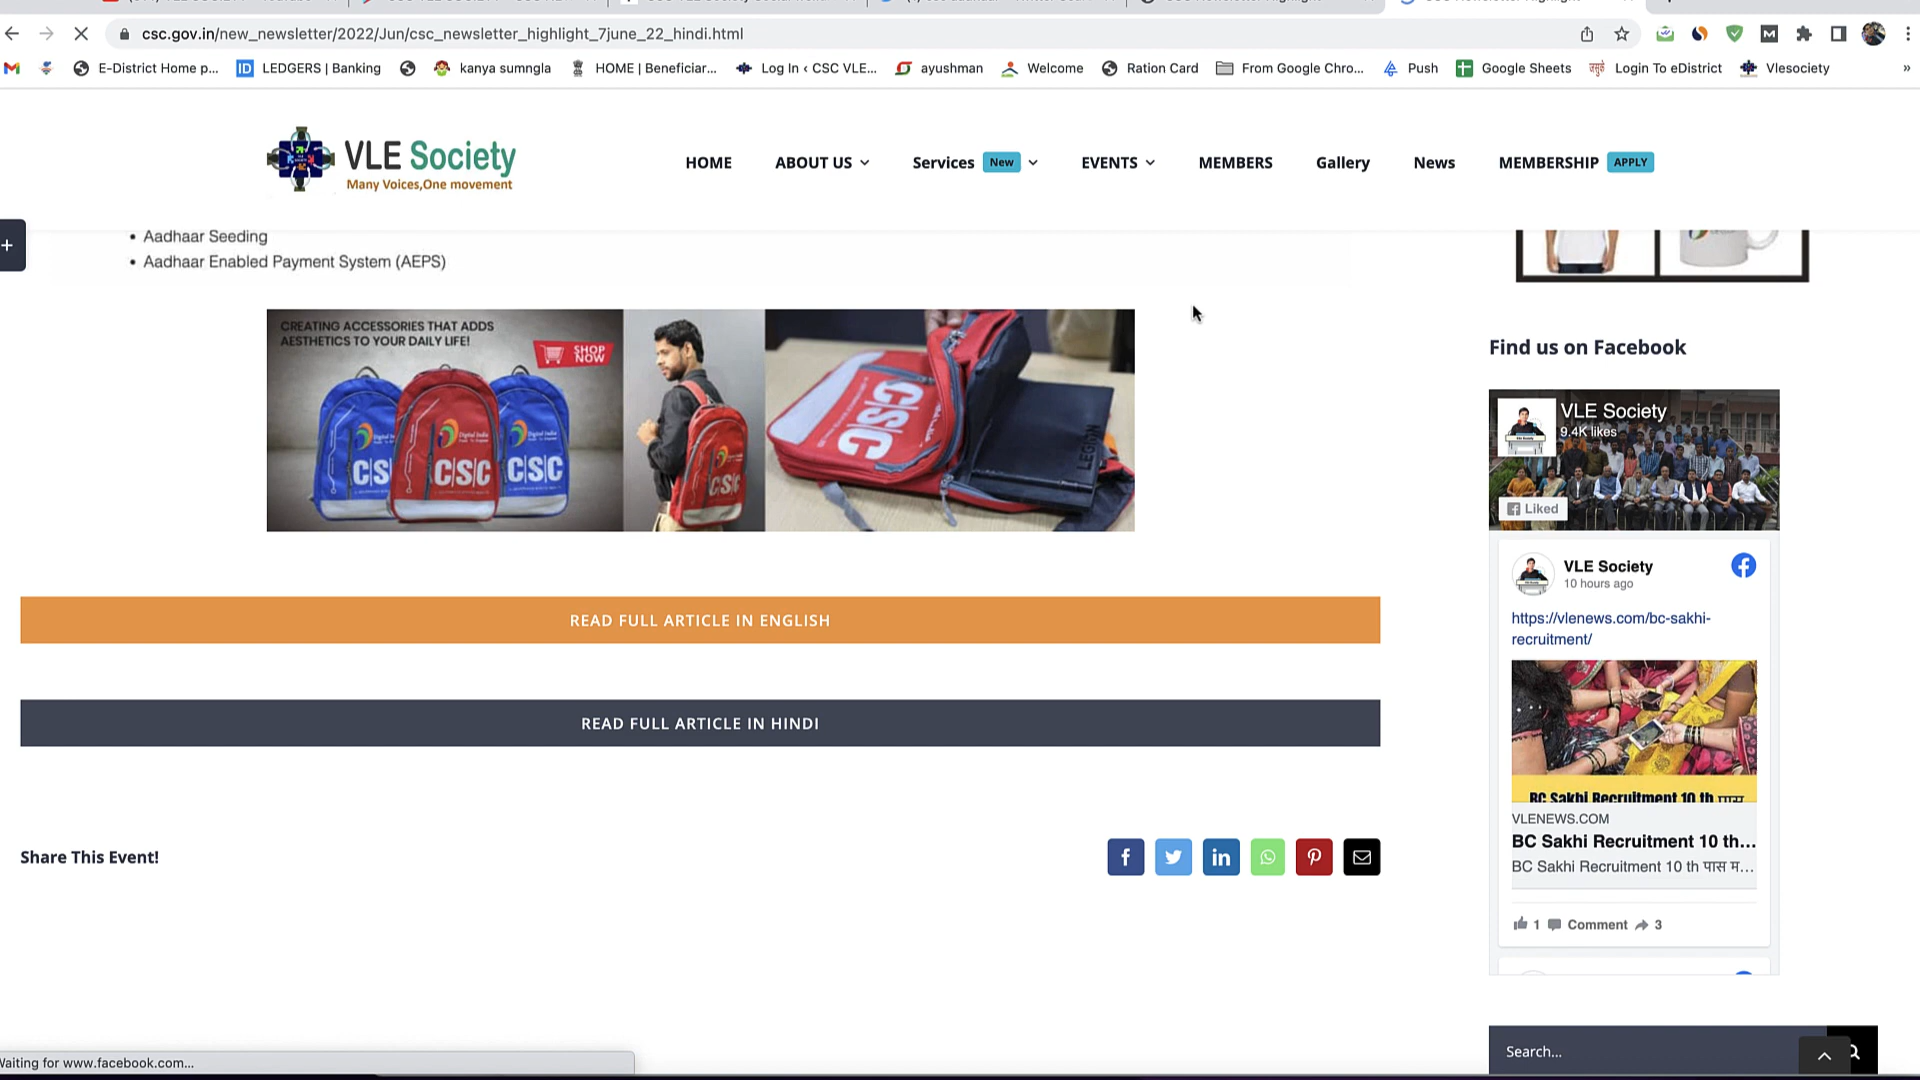 csc.gov.in/new_newsletter/2022/Jun/csc_newsletter_highlight_7june_22_hindi.html
E-District Home p...
LEDGERS | Banking
kanya sumngla
HOME | Beneficiar...
Log In ‹ CSC VLE...
ayushman
Welcome
Ration Card
From Google Chro...
Push
Google Sheets
Login To eDistrict
Vlesociety
»
VLE Society
Many Voices,One movement
HOME
ABOUT US
Services New
EVENTS
MEMBERS
Gallery
News
MEMBERSHIP APPLY
• Aadhaar Seeding
• Aadhaar Enabled Payment System (AEPS)
CREATING ACCESSORIES THAT ADDS
AESTHETICS TO YOUR DAILY LIFE!
SHOP
NOW
CSC
CSC
CSC
CSC
LEGION
READ FULL ARTICLE IN ENGLISH
READ FULL ARTICLE IN HINDI
Share This Event!
Find us on Facebook
VLE Society
9.4K likes
Liked
VLE Society
10 hours ago
https://vlenews.com/bc-sakhi-
recruitment/
BC Sakhi Recruitment 10 th पास
VLENEWS.COM
BC Sakhi Recruitment 10 th...
BC Sakhi Recruitment 10 th पास म...
1 Comment 3
Search...
Waiting for www.facebook.com...